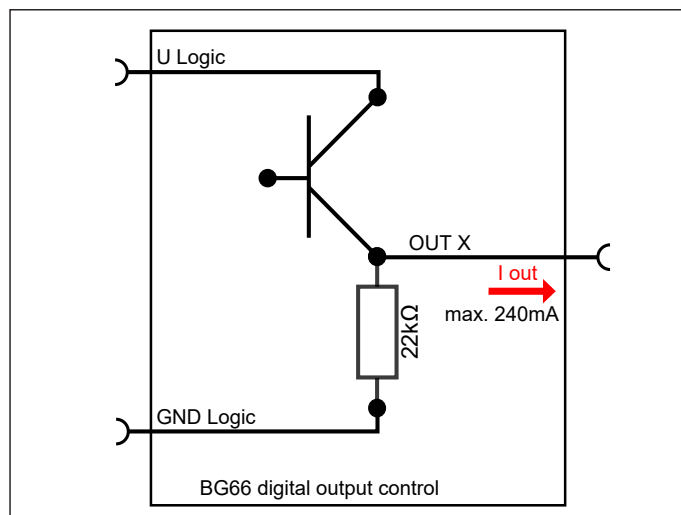 U Logic
OUT X
I out
max. 240mA
22kΩ
GND Logic
BG66 digital output control